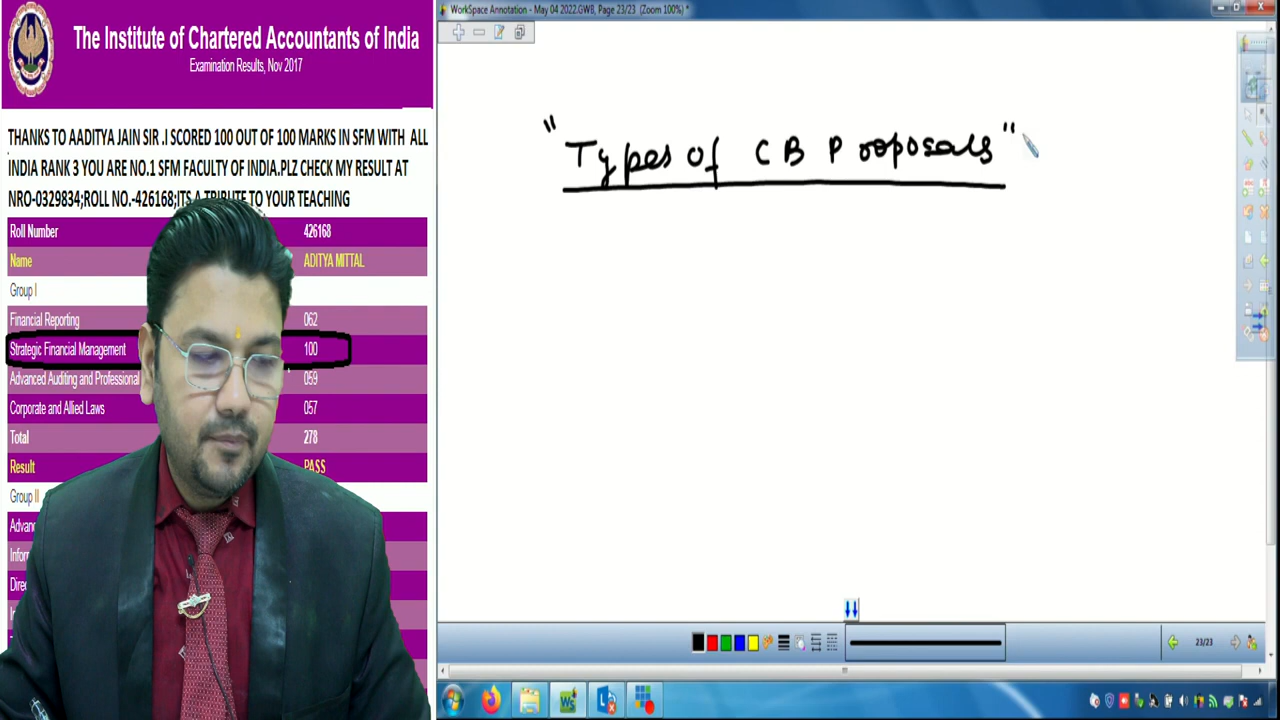 The Institute of Chartered Accountants of India
Examination Results, Nov 2017
THANKS TO AADITYA JAIN SIR .I SCORED 100 OUT OF 100 MARKS IN SFM WITH ALL
INDIA RANK 3 YOU ARE NO.1 SFM FACULTY OF INDIA.PLZ CHECK MY RESULT AT
NRO-0329834;ROLL NO.-426168;ITS A TRIBUTE TO YOUR TEACHING
Roll Number 426168
Name ADITYA MITTAL
Group I
Financial Reporting 062
Strategic Financial Management 100
Advanced Auditing and Professional 059
Corporate and Allied Laws 057
Total 278
Result PASS
Group II
WorkSpace Annotation - May 04 2022.GWB, Page 23/23 (Zoom 100%) *
"Types of CB Proposals"
23/23